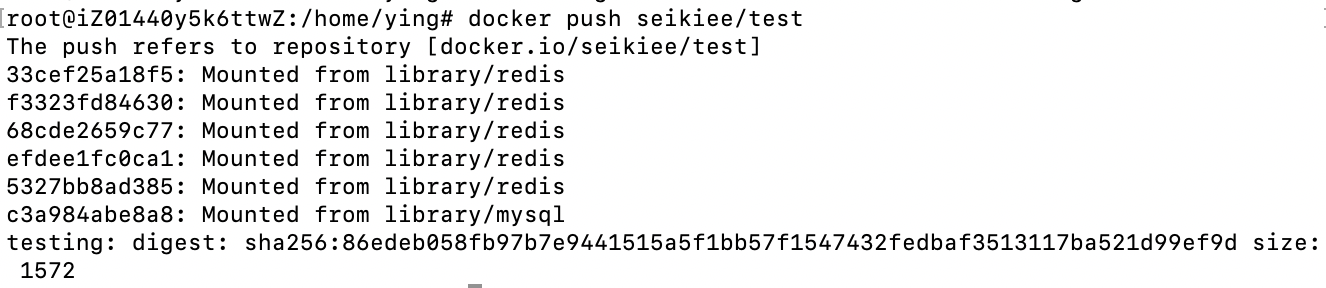 [root@iZ01440y5k6ttwZ:/home/ying# docker push seikiee/test
The push refers to repository [docker.io/seikiee/test]
33cef25a18f5: Mounted from library/redis
f3323fd84630: Mounted from library/redis
68cde2659c77: Mounted from library/redis
efdee1fc0ca1: Mounted from library/redis
5327bb8ad385: Mounted from library/redis
c3a984abe8a8: Mounted from library/mysql
testing: digest: sha256:86edeb058fb97b7e9441515a5f1bb57f1547432fedbaf3513117ba521d99ef9d size:
1572